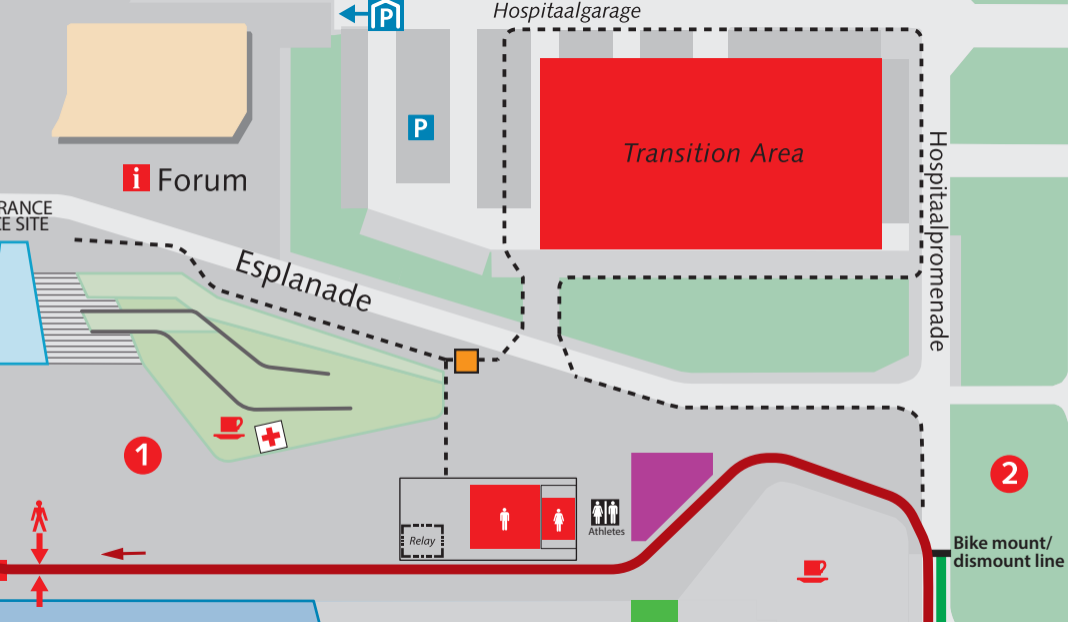 Hospitaalgarage
P
P
Transition Area
i Forum
RANCE
E SITE
Esplanade
Hospitaalpromenade
1
2
Athletes
Relay
Bike mount/
dismount line